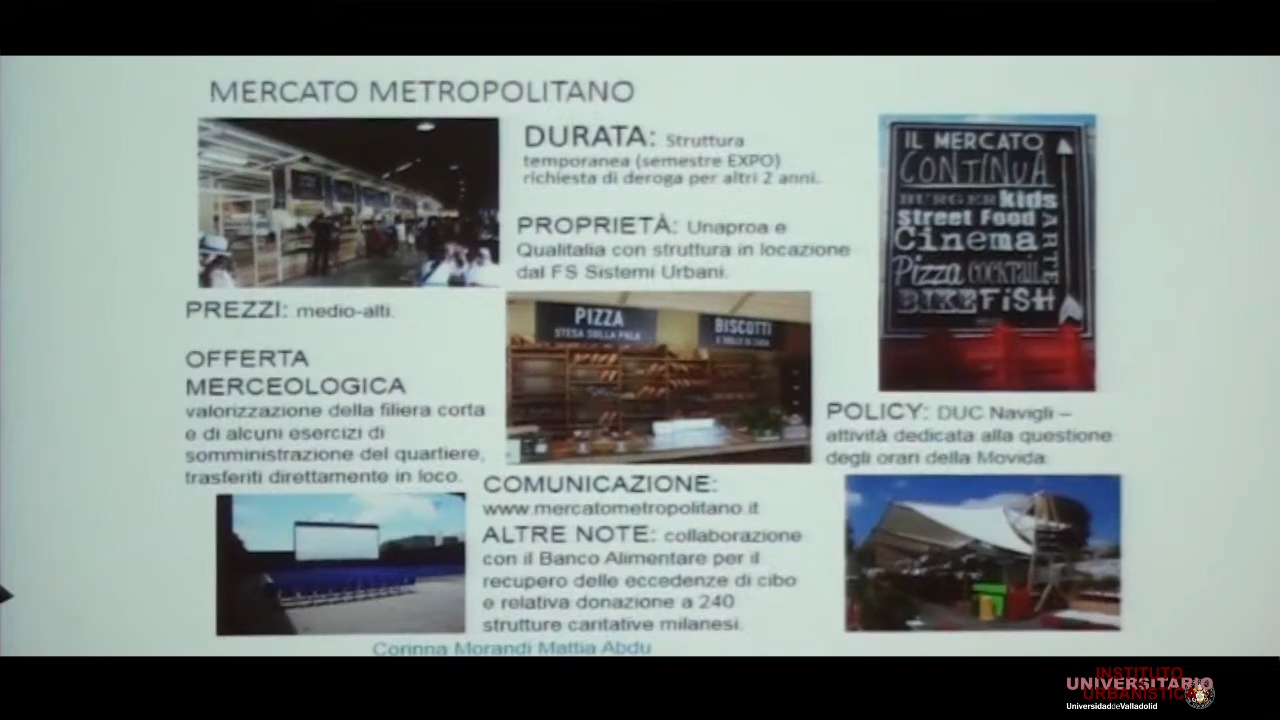 MERCATO METROPOLITANO
DURATA: Struttura
temporanea (semestre EXPO)
richiesta di deroga per altri 2 anni.
PROPRIETÀ: Unaproa e
Qualitalia con struttura in locazione
dal FS Sistemi Urbani.
IL MERCATO
CONTINUA
BURGER kids
Street Food
Cinema
ARTE
Pizza COCKTAIL
BIKE FiSH
PREZZI: medio-alti.
PIZZA
STESA SULLA PALA
BISCOTTI
OFFERTA
MERCEOLOGICA
valorizzazione della filiera corta
e di alcuni esercizi di
somministrazione del quartiere,
trasferiti direttamente in loco.
POLICY: DUC Navigli –
attività dedicata alla questione
degli orari della Movida.
COMUNICAZIONE:
www.mercatometropolitano.it
ALTRE NOTE: collaborazione
con il Banco Alimentare per il
recupero delle eccedenze di cibo
e relativa donazione a 240
strutture caritative milanesi.
Corinna Morandi Mattia Abdu
INSTITUTO
UNIVERSITARIO
URBANÍSTICA
UniversidaddeValladolid